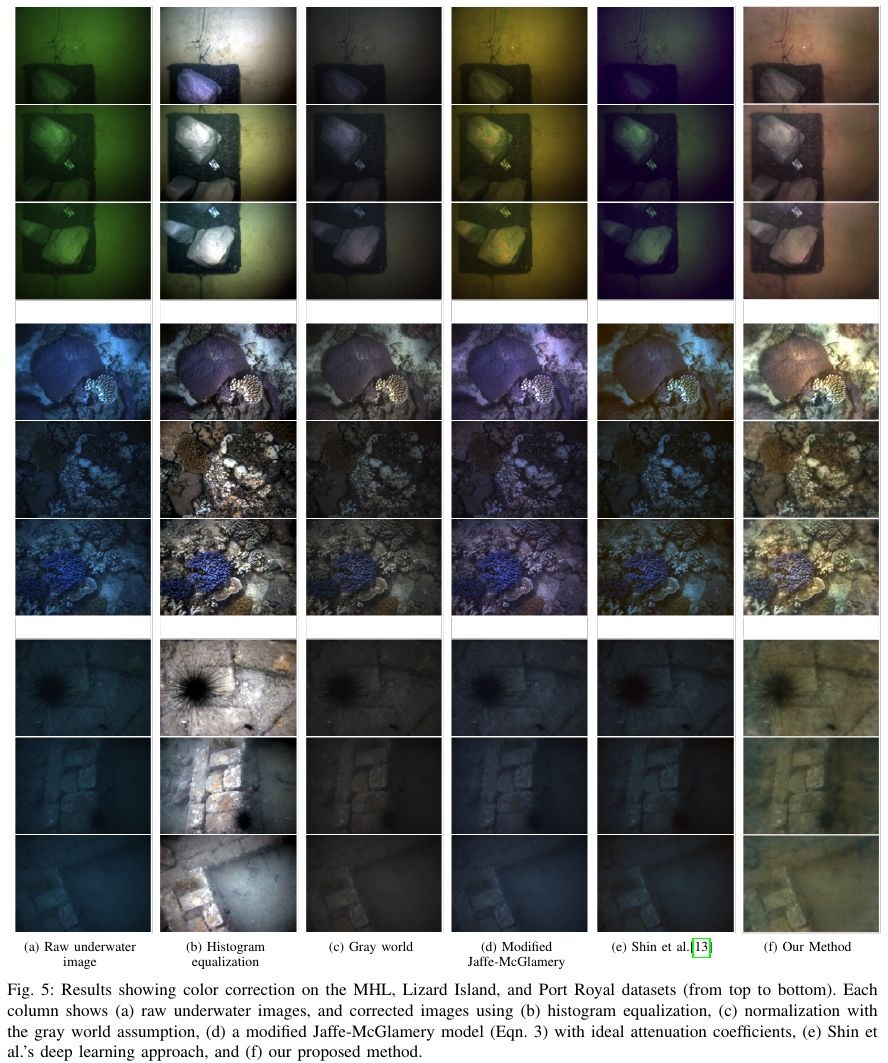 (a) Raw underwater
image
(b) Histogram
equalization
(c) Gray world
(d) Modified
Jaffe-McGlamery
(e) Shin et al.[13]
(f) Our Method
Fig. 5: Results showing color correction on the MHL, Lizard Island, and Port Royal datasets (from top to bottom). Each
column shows (a) raw underwater images, and corrected images using (b) histogram equalization, (c) normalization with
the gray world assumption, (d) a modified Jaffe-McGlamery model (Eqn. 3) with ideal attenuation coefficients, (e) Shin et
al.'s deep learning approach, and (f) our proposed method.